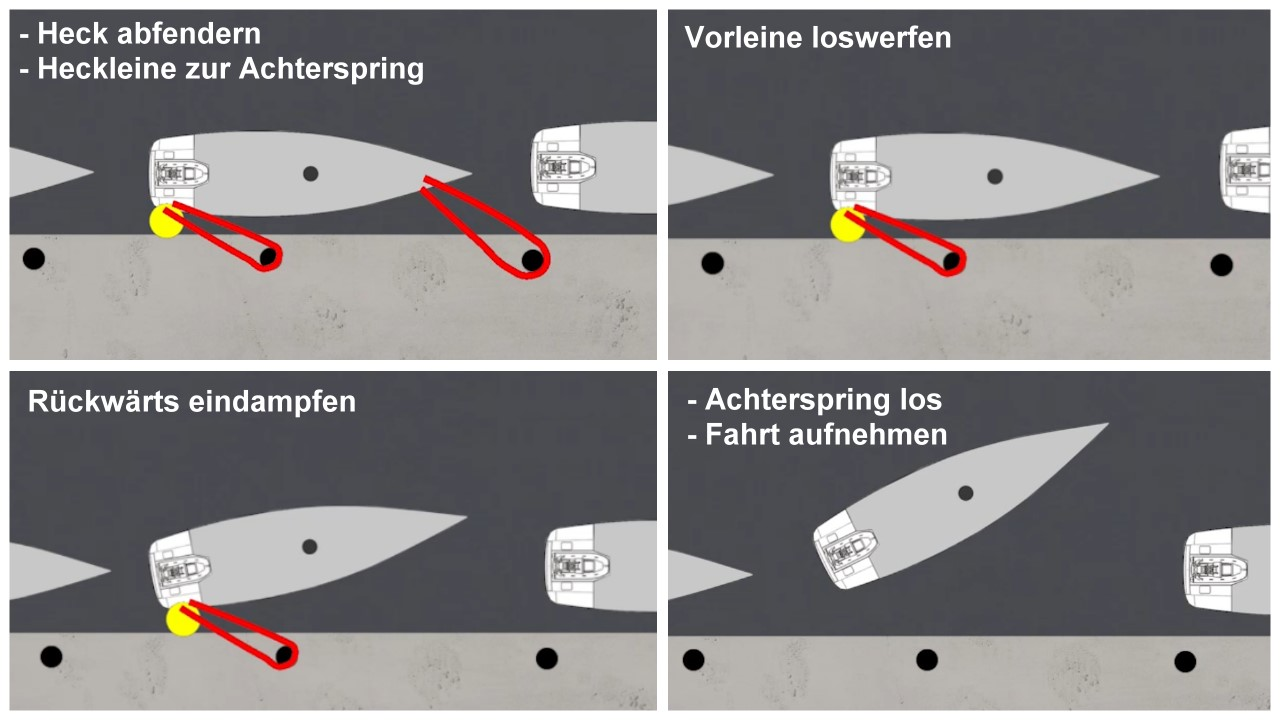 - Heck abfendern
- Heckleine zur Achterspring
Vorleine loswerfen
Rückwärts eindampfen
- Achterspring los
- Fahrt aufnehmen